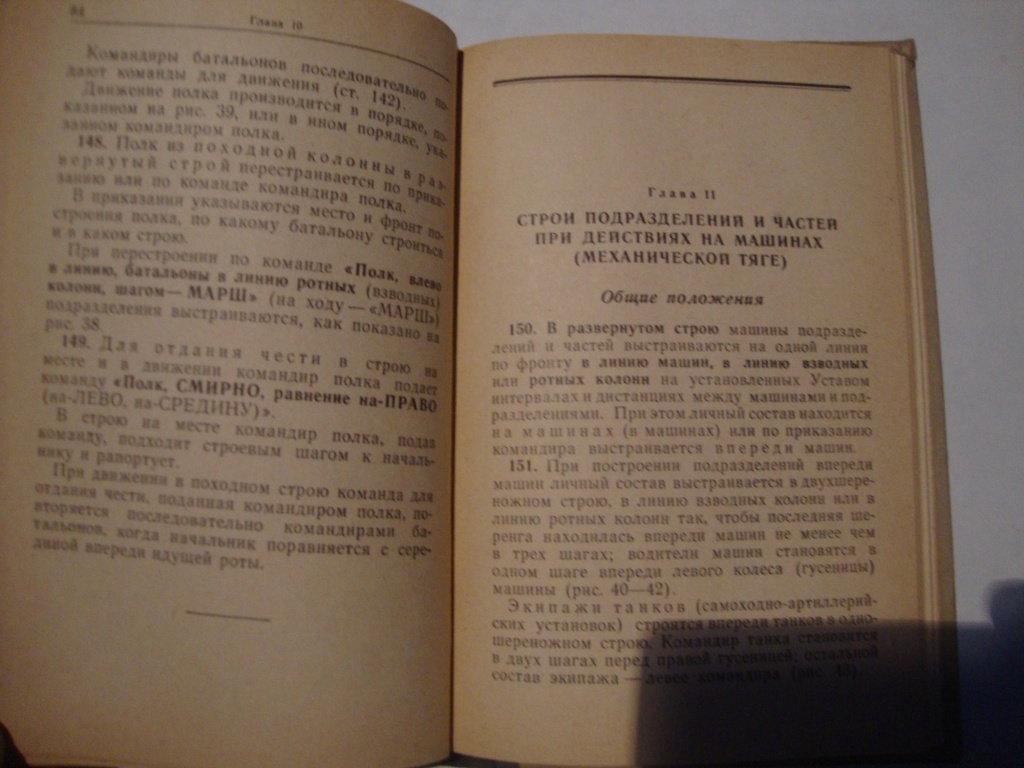 84
Глава 10
Командиры батальонов последовательно по-
дают команды для движения (ст. 142).
Движение полка производится в порядке, по-
казанном на рис. 39, или в ином порядке, ука-
занном командиром полка.
148. Полк из походной колонны в раз-
вернутый строй перестраивается по прика-
занию или по команде командира полка.
В приказании указываются место и фронт по-
строения полка, по какому батальону строиться
и в каком строю.
При перестроении по команде «Полк, влево
в линию, батальоны в линию ротных (взводных)
колонн, шагом — МАРШ» (на ходу — «МАРШ»)
подразделения выстраиваются, как показано на
рис. 38.
149. Для отдания чести в строю на
месте и в движении командир полка подает
команду «Полк, СМИРНО, равнение на-ПРАВО
(на-ЛЕВО, на-СРЕДИНУ)».
В строю на месте командир полка, подав
команду, подходит строевым шагом к началь-
нику и рапортует.
При движении в походном строю команда для
отдания чести, поданная командиром полка, по-
вторяется последовательно командирами ба-
тальонов, когда начальник поравняется с сере-
диной впереди идущей роты.
Глава 11
СТРОИ ПОДРАЗДЕЛЕНИЙ И ЧАСТЕЙ
ПРИ ДЕЙСТВИЯХ НА МАШИНАХ
(МЕХАНИЧЕСКОЙ ТЯГЕ)
Общие положения
150. В развернутом строю машины подразде-
лений и частей выстраиваются на одной линии
по фронту в линию машин, в линию взводных
или ротных колонн на установленных Уставом
интервалах и дистанциях между машинами и под-
разделениями. При этом личный состав находится
на машинах (в машинах) или по приказанию
командира выстраивается впереди машин.
151. При построении подразделений впереди
машин личный состав выстраивается в двухшере-
ножном строю, в линию взводных колонн или в
линию ротных колонн так, чтобы последняя ше-
ренга находилась впереди машин не менее чем
в трех шагах; водители машин становятся в
одном шаге впереди левого колеса (гусеницы)
машины (рис. 40—42).
Экипажи танков (самоходно-артиллерий-
ских установок) строятся впереди танков в одно-
шереножном строю. Командир танка становится
в двух шагах перед правой гусеницей; остальной
состав экипажа — левее командира (рис. 43).